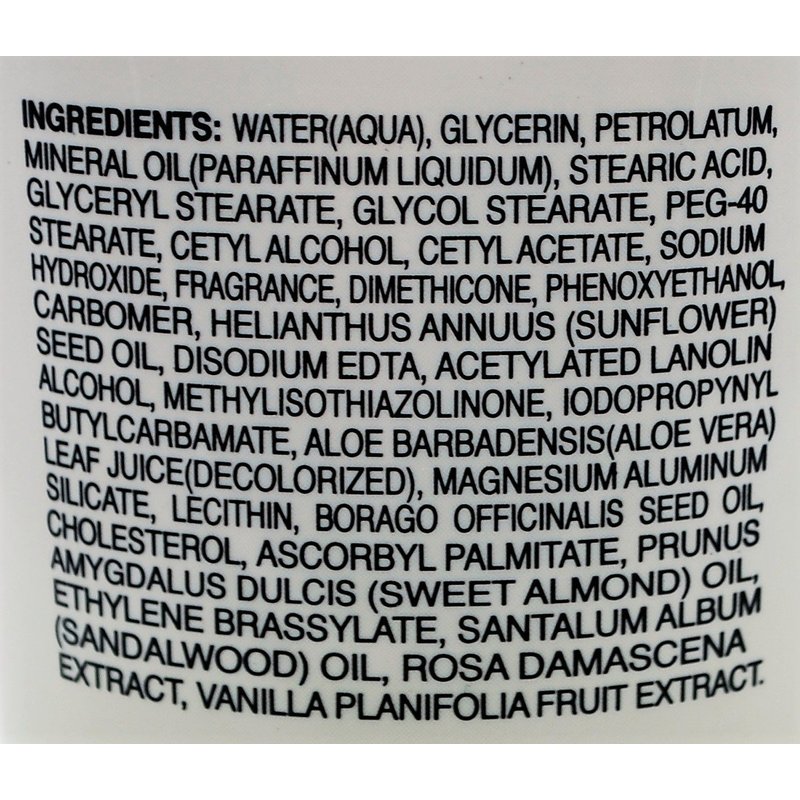 INGREDIENTS: WATER(AQUA), GLYCERIN, PETROLATUM,
MINERAL OIL(PARAFFINUM LIQUIDUM), STEARIC ACID,
GLYCERYL STEARATE, GLYCOL STEARATE, PEG-40
STEARATE, CETYL ALCOHOL, CETYL ACETATE, SODIUM
HYDROXIDE, FRAGRANCE, DIMETHICONE, PHENOXYETHANOL,
CARBOMER, HELIANTHUS ANNUUS (SUNFLOWER)
SEED OIL, DISODIUM EDTA, ACETYLATED LANOLIN
ALCOHOL, METHYLISOTHIAZOLINONE, IODOPROPYNYL
BUTYLCARBAMATE, ALOE BARBADENSIS(ALOE VERA)
LEAF JUICE(DECOLORIZED), MAGNESIUM ALUMINUM
SILICATE, LECITHIN, BORAGO OFFICINALIS SEED OIL,
CHOLESTEROL, ASCORBYL PALMITATE, PRUNUS
AMYGDALUS DULCIS (SWEET ALMOND) OIL,
ETHYLENE BRASSYLATE, SANTALUM ALBUM
(SANDALWOOD) OIL, ROSA DAMASCENA
EXTRACT, VANILLA PLANIFOLIA FRUIT EXTRACT.